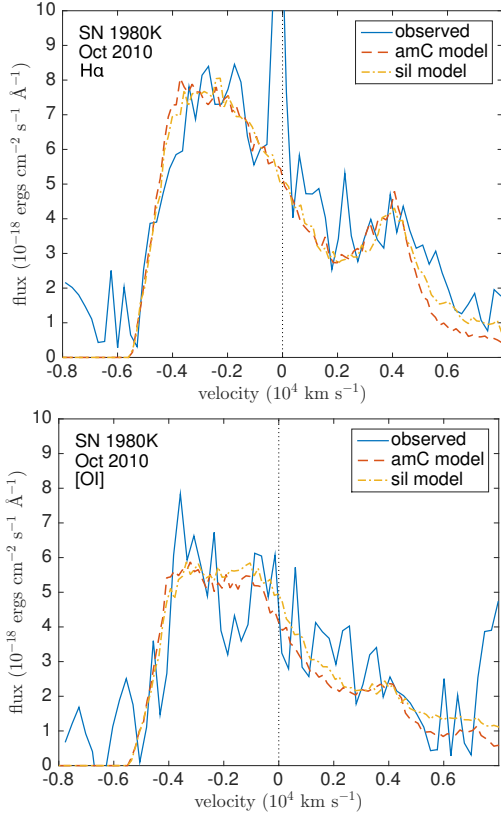 SN 1980K
Oct 2010
Hα
observed
amC model
sil model
10
9
8
7
6
5
4
3
2
1
0
flux (10⁻¹⁸ ergs cm⁻² s⁻¹ Å⁻¹)
-0.8 -0.6 -0.4 -0.2 0 0.2 0.4 0.6
velocity (10⁴ km s⁻¹)
SN 1980K
Oct 2010
[OI]
observed
amC model
sil model
10
9
8
7
6
5
4
3
2
1
0
flux (10⁻¹⁸ ergs cm⁻² s⁻¹ Å⁻¹)
-0.8 -0.6 -0.4 -0.2 0 0.2 0.4 0.6
velocity (10⁴ km s⁻¹)